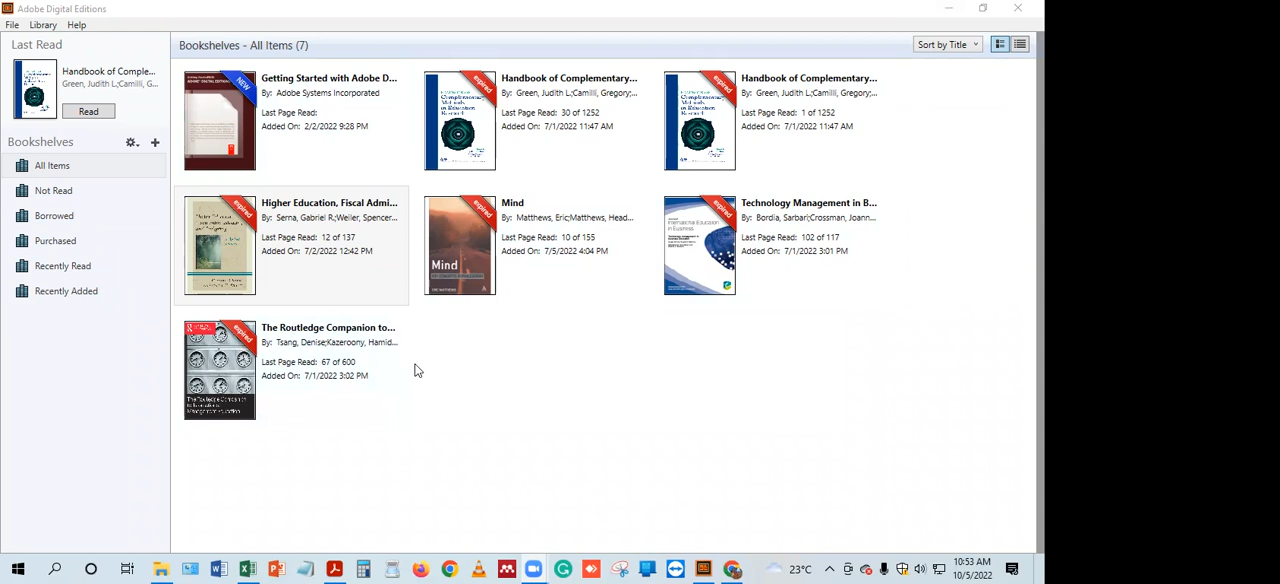 Adobe Digital Editions
File Library Help
Last Read
Handbook of Comple...
Green, Judith L.;Camilli, G...
Read
Bookshelves
All Items
Not Read
Borrowed
Purchased
Recently Read
Recently Added
Bookshelves - All Items (7)
Sort by Title
NEW
Getting Started with Adobe D...
By: Adobe Systems Incorporated
Last Page Read:
Added On: 2/2/2022 9:28 PM
expired
Handbook of Complementary...
By: Green, Judith L.;Camilli, Gregory;...
Last Page Read: 30 of 1252
Added On: 7/1/2022 11:47 AM
expired
Handbook of Complementary...
By: Green, Judith L.;Camilli, Gregory;...
Last Page Read: 1 of 1252
Added On: 7/1/2022 11:47 AM
expired
Higher Education, Fiscal Admi...
By: Serna, Gabriel R.;Weiler, Spencer...
Last Page Read: 12 of 137
Added On: 7/2/2022 12:42 PM
expired
Mind
Mind
By: Matthews, Eric;Matthews, Head...
Last Page Read: 10 of 155
Added On: 7/5/2022 4:04 PM
expired
Technology Management in B...
By: Bordia, Sarbari;Crossman, Joann...
Last Page Read: 102 of 117
Added On: 7/1/2022 3:01 PM
expired
The Routledge Companion to...
By: Tsang, Denise;Kazeroony, Hamid...
Last Page Read: 67 of 600
Added On: 7/1/2022 3:02 PM
23°C
10:53 AM
10/5/2022